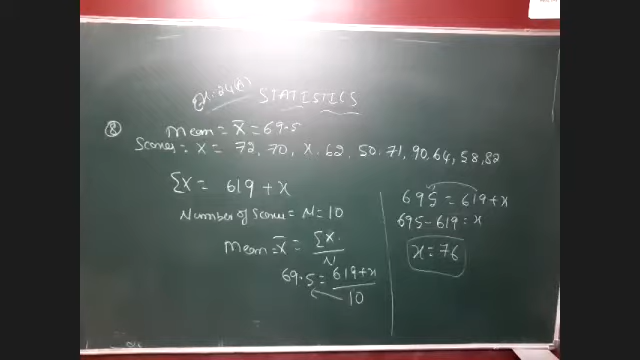 Ex: 24(c)
STATISTICS
8
Mean = X̄ = 69.5
Scores = X = 72, 70, x, 62, 50, 71, 90, 64, 58, 82
ΣX = 619 + x
Number of Scores = N = 10
Mean = X̄ = ΣX / N
69.5 = 619 + x / 10
695 = 619 + x
695 - 619 = x
x = 76